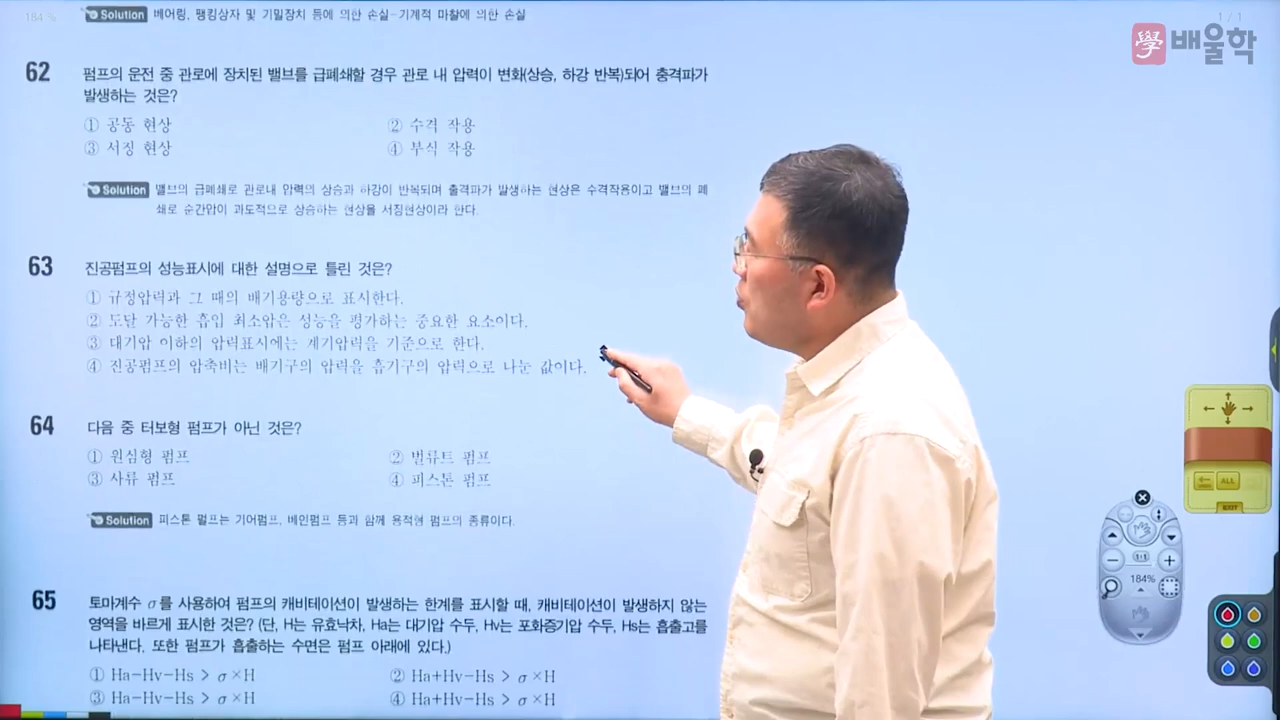 184 %
Solution 베어링, 팽킹상자 및 기밀장치 등에 의한 손실-기계적 마찰에 의한 손실
1 / 1
學 배울학
62 펌프의 운전 중 관로에 장치된 밸브를 급폐쇄할 경우 관로 내 압력이 변화(상승, 하강 반복)되어 충격파가
발생하는 것은?
① 공동 현상 ② 수격 작용
③ 서징 현상 ④ 부식 작용
Solution 밸브의 급폐쇄로 관로내 압력의 상승과 하강이 반복되며 출격파가 발생하는 현상은 수격작용이고 밸브의 폐
쇄로 순간압이 과도적으로 상승하는 현상을 서징현상이라 한다.
63 진공펌프의 성능표시에 대한 설명으로 틀린 것은?
① 규정압력과 그 때의 배기용량으로 표시한다.
② 도달 가능한 흡입 최소압은 성능을 평가하는 중요한 요소이다.
③ 대기압 이하의 압력표시에는 계기압력을 기준으로 한다.
④ 진공펌프의 압축비는 배기구의 압력을 흡기구의 압력으로 나눈 값이다.
64 다음 중 터보형 펌프가 아닌 것은?
① 원심형 펌프 ② 벌류트 펌프
③ 사류 펌프 ④ 피스톤 펌프
Solution 피스톤 펄프는 기어펌프, 베인펌프 등과 함께 용적형 펌프의 종류이다.
65 토마계수 σ를 사용하여 펌프의 캐비테이션이 발생하는 한계를 표시할 때, 캐비테이션이 발생하지 않는
영역을 바르게 표시한 것은? (단, H는 유효낙차, Ha는 대기압 수두, Hv는 포화증기압 수두, Hs는 흡출고를
나타낸다. 또한 펌프가 흡출하는 수면은 펌프 아래에 있다.)
① Ha-Hv-Hs > σ×H ② Ha+Hv-Hs > σ×H
③ Ha-Hv-Hs > σ×H ④ Ha+Hv-Hs > σ×H
ALL
EXIT
1:1
184%